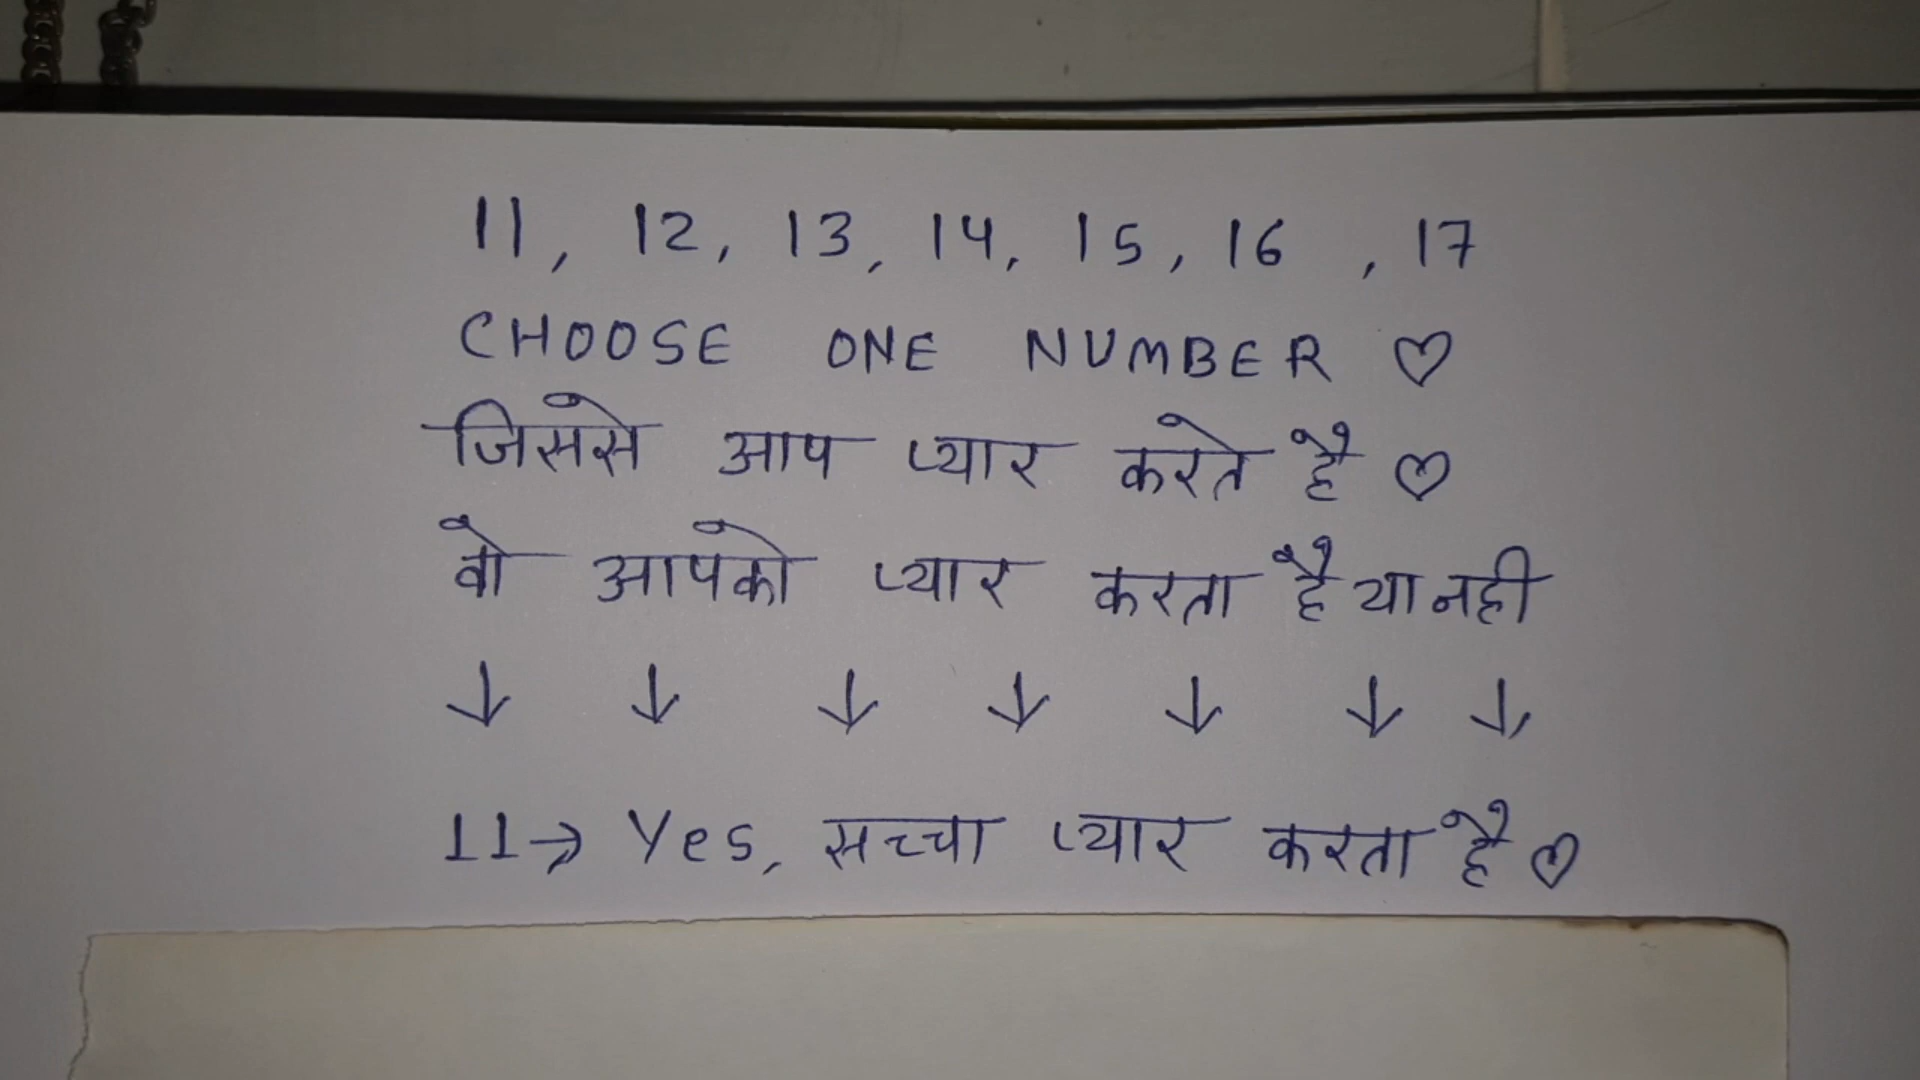 11, 12, 13, 14, 15, 16 , 17
CHOOSE ONE NUMBER ♡
जिससे आप प्यार करते है ♡
वो आपको प्यार करता है या नही
↓ ↓ ↓ ↓ ↓ ↓ ↓
11→ Yes, सच्चा प्यार करता है ♡